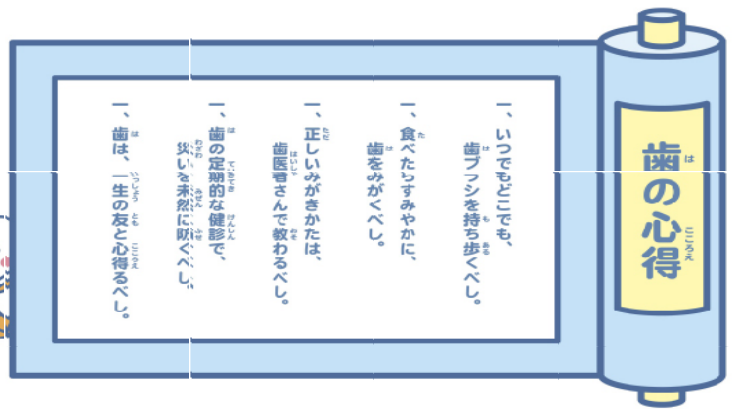 歯の心得
一、いつでもどこでも、
歯ブラシを持ち歩くべし。
一、食べたらすみやかに、
歯をみがくべし。
一、正しいみがきかたは、
歯医者さんで教わるべし。
一、歯の定期的な健診で、
災いを未然に防ぐべし。
一、歯は、一生の友と心得るべし。